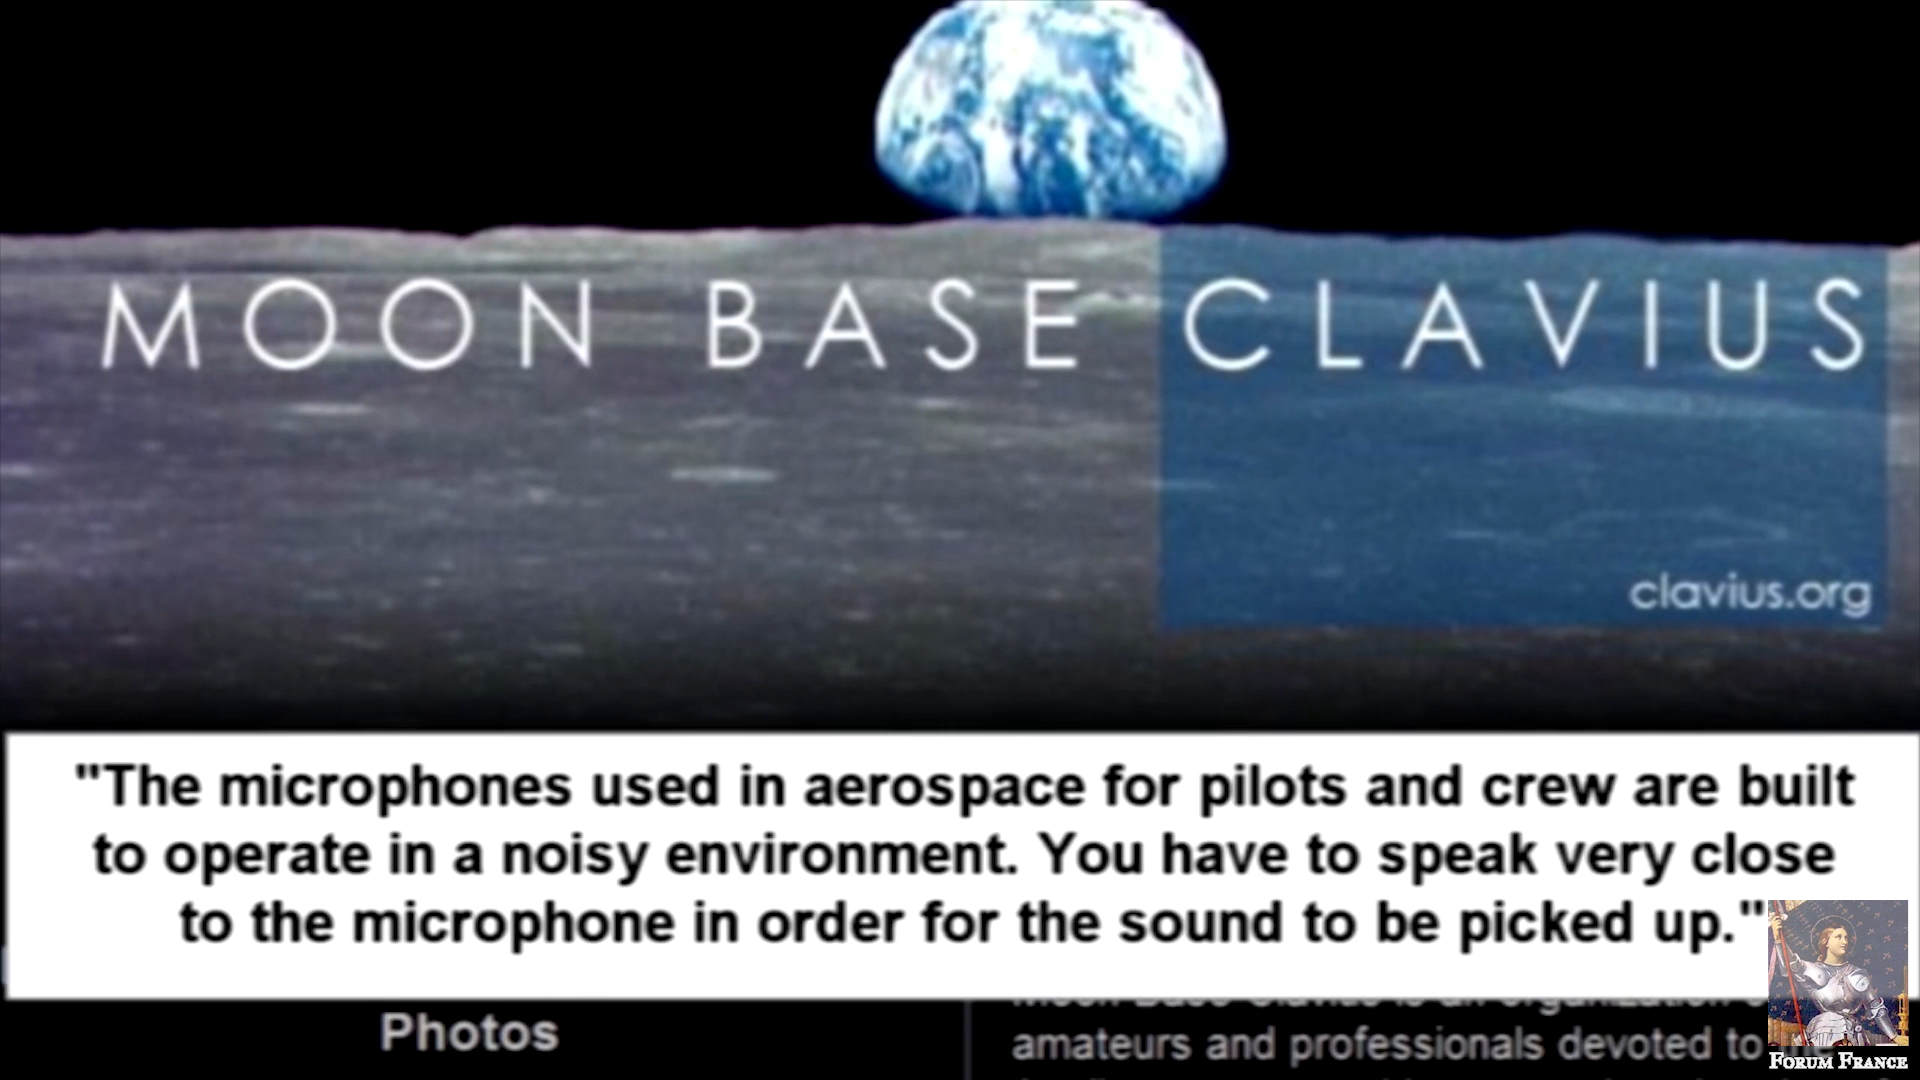 MOON BASE CLAVIUS
clavius.org
"The microphones used in aerospace for pilots and crew are built
to operate in a noisy environment. You have to speak very close
to the microphone in order for the sound to be picked up."
Photos
amateurs and professionals devoted to
FORUM FRANCE